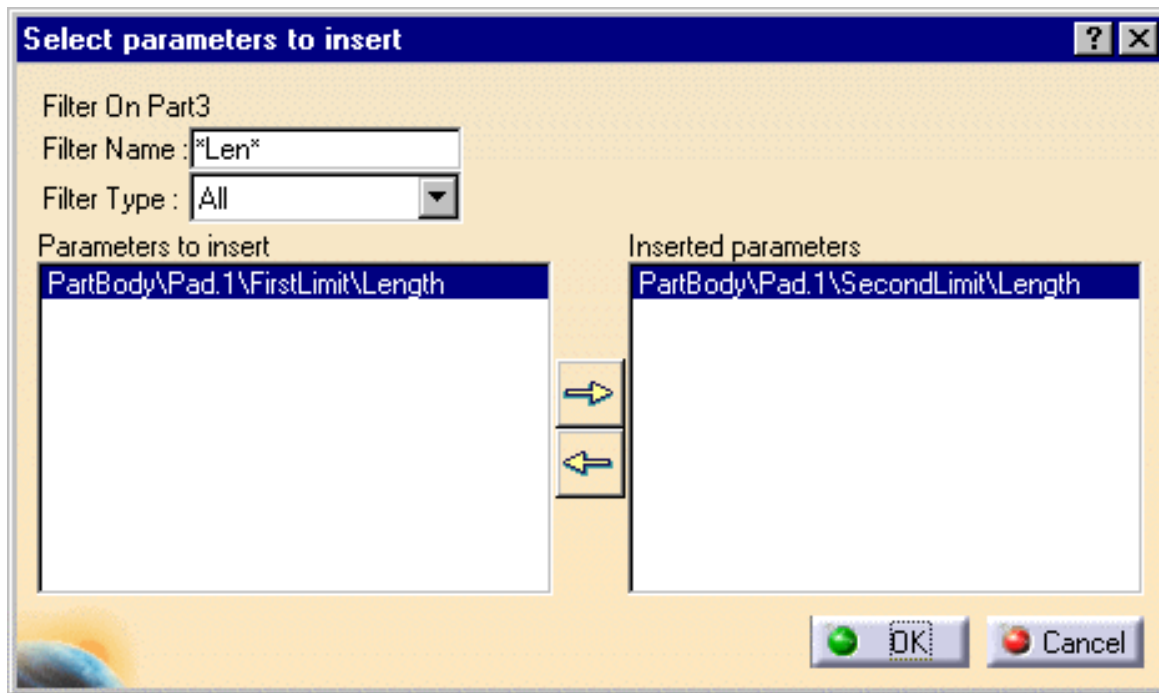 Select parameters to insert
Filter On Part3
Filter Name : *Len*
Filter Type : All
Parameters to insert
PartBody\Pad.1\FirstLimit\Length
Inserted parameters
PartBody\Pad.1\SecondLimit\Length
OK
Cancel